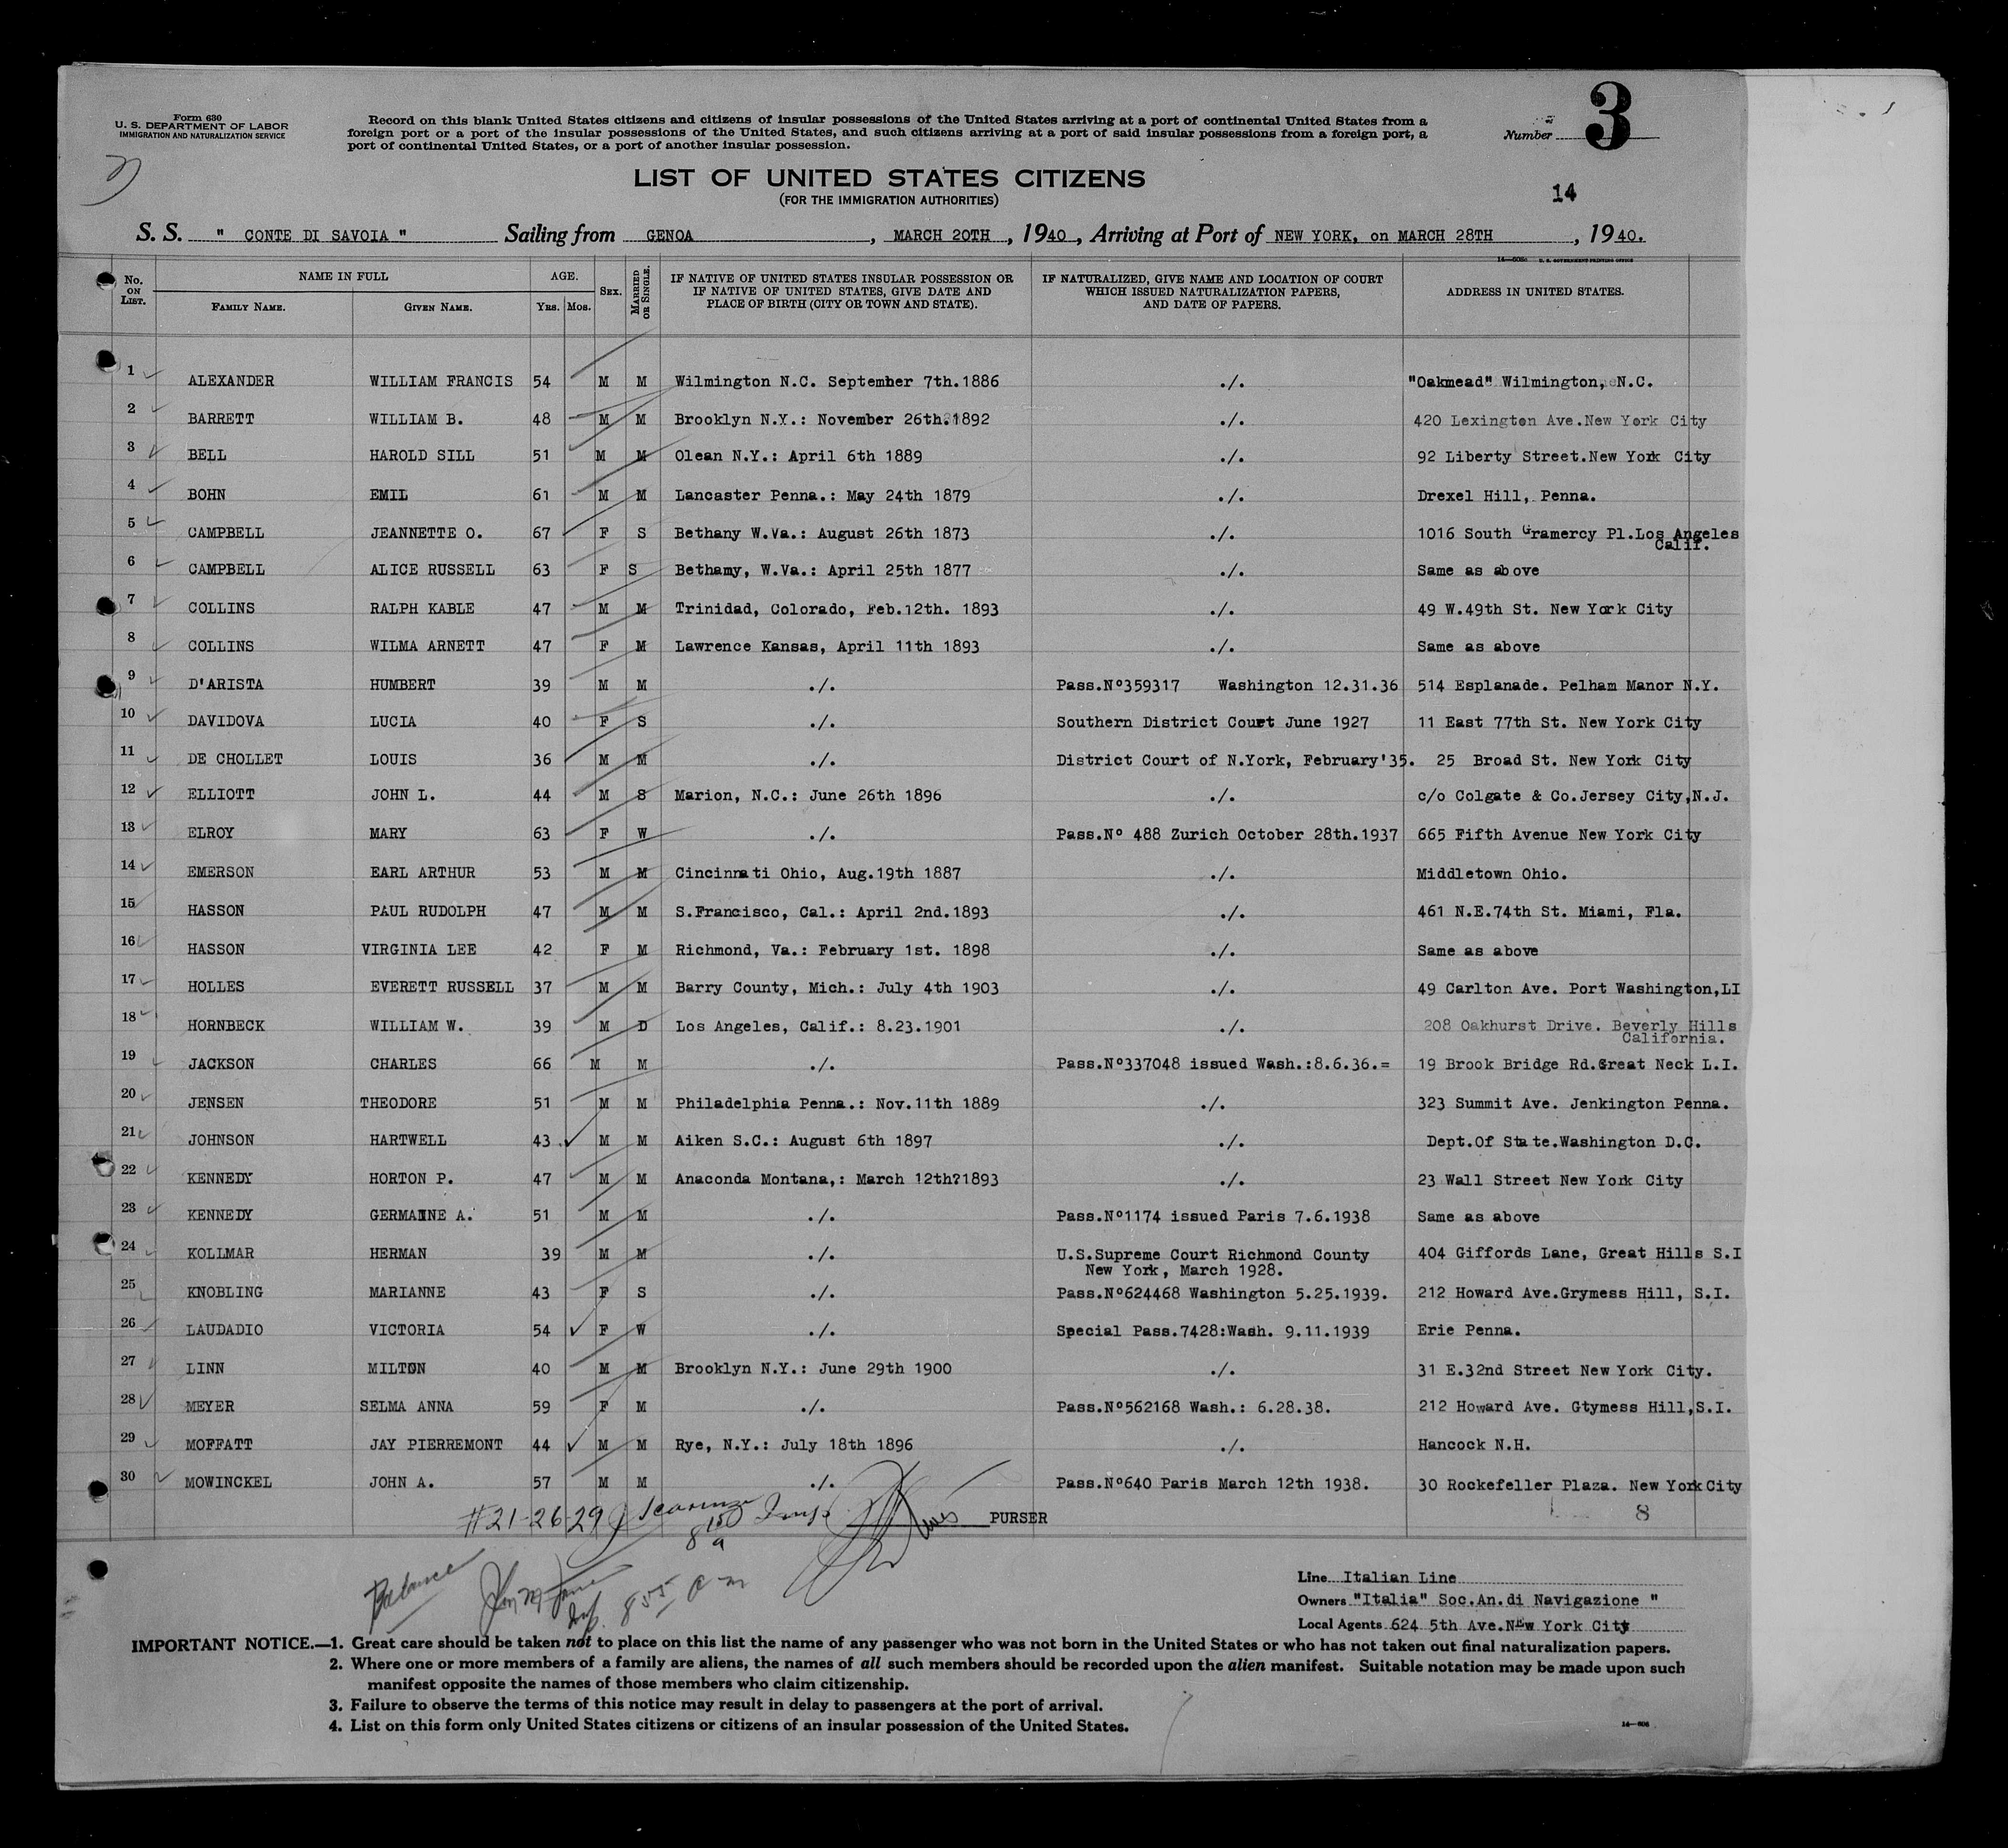 Form 630
U. S. DEPARTMENT OF LABOR
IMMIGRATION AND NATURALIZATION SERVICE
Record on this blank United States citizens and citizens of insular possessions of the United States arriving at a port of continental United States from a
foreign port or a port of the insular possessions of the United States, and such citizens arriving at a port of said insular possessions from a foreign port, a
port of continental United States, or a port of another insular possession.
Number 3
LIST OF UNITED STATES CITIZENS
(FOR THE IMMIGRATION AUTHORITIES)
14
S. S. " CONTE DI SAVOIA " Sailing from GENOA, MARCH 20TH, 1940, Arriving at Port of NEW YORK, on MARCH 28TH, 1940.
No. ON LIST. NAME IN FULL FAMILY NAME. GIVEN NAME. AGE. YRS. MOS. SEX. MARRIED OR SINGLE. IF NATIVE OF UNITED STATES INSULAR POSSESSION OR IF NATIVE OF UNITED STATES, GIVE DATE AND PLACE OF BIRTH (CITY OR TOWN AND STATE). IF NATURALIZED, GIVE NAME AND LOCATION OF COURT WHICH ISSUED NATURALIZATION PAPERS, AND DATE OF PAPERS. ADDRESS IN UNITED STATES.
1 ALEXANDER WILLIAM FRANCIS 54 M M Wilmington N.C. September 7th.1886 ./. "Oakmead" Wilmington, N.C.
2 BARRETT WILLIAM B. 48 M M Brooklyn N.Y.: November 26th.1892 ./. 420 Lexington Ave.New York City
3 BELL HAROLD SILL 51 M M Olean N.Y.: April 6th 1889 ./. 92 Liberty Street.New York City
4 BOHN EMIL 61 M M Lancaster Penna.: May 24th 1879 ./. Drexel Hill, Penna.
5 CAMPBELL JEANNETTE O. 67 F S Bethany W.Va.: August 26th 1873 ./. 1016 South Gramercy Pl.Los Angeles
Calif.
6 CAMPBELL ALICE RUSSELL 63 F S Bethamy, W.Va.: April 25th 1877 ./. Same as above
7 COLLINS RALPH KABLE 47 M M Trinidad, Colorado, Feb.12th. 1893 ./. 49 W.49th St. New York City
8 COLLINS WILMA ARNETT 47 F M Lawrence Kansas, April 11th 1893 ./. Same as above
9 D'ARISTA HUMBERT 39 M M ./. Pass.Nº359317 Washington 12.31.36 514 Esplanade. Pelham Manor N.Y.
10 DAVIDOVA LUCIA 40 F S ./. Southern District Court June 1927 11 East 77th St. New York City
11 DE CHOLLET LOUIS 36 M M ./. District Court of N.York, February'35. 25 Broad St. New York City
12 ELLIOTT JOHN L. 44 M S Marion, N.C.: June 26th 1896 ./. c/o Colgate & Co.Jersey City,N.J.
13 ELROY MARY 63 F W ./. Pass.Nº 488 Zurich October 28th.1937 665 Fifth Avenue New York City
14 EMERSON EARL ARTHUR 53 M M Cincinnati Ohio, Aug.19th 1887 ./. Middletown Ohio.
15 HASSON PAUL RUDOLPH 47 M M S.Francisco, Cal.: April 2nd.1893 ./. 461 N.E.74th St. Miami, Fla.
16 HASSON VIRGINIA LEE 42 F M Richmond, Va.: February 1st. 1898 ./. Same as above
17 HOLLES EVERETT RUSSELL 37 M M Barry County, Mich.: July 4th 1903 ./. 49 Carlton Ave. Port Washington,LI
18 HORNBECK WILLIAM W. 39 M D Los Angeles, Calif.: 8.23.1901 ./. 208 Oakhurst Drive. Beverly Hills
California.
19 JACKSON CHARLES 66 M M ./. Pass.Nº337048 issued Wash.:8.6.36.= 19 Brook Bridge Rd.Great Neck L.I.
20 JENSEN THEODORE 51 M M Philadelphia Penna.: Nov.11th 1889 ./. 323 Summit Ave. Jenkington Penna.
21 JOHNSON HARTWELL 43 M M Aiken S.C.: August 6th 1897 ./. Dept.Of State.Washington D.C.
22 KENNEDY HORTON P. 47 M M Anaconda Montana,: March 12th?1893 ./. 23 Wall Street New York City
23 KENNEDY GERMAINE A. 51 M M ./. Pass.Nº1174 issued Paris 7.6.1938 Same as above
24 KOLLMAR HERMAN 39 M M ./. U.S.Supreme Court Richmond County 404 Giffords Lane, Great Hills S.I
New York, March 1928.
25 KNOBLING MARIANNE 43 F S ./. Pass.Nº624468 Washington 5.25.1939. 212 Howard Ave.Grymess Hill, S.I.
26 LAUDADIO VICTORIA 54 F W ./. Special Pass.7428:Wash. 9.11.1939 Erie Penna.
27 LINN MILTON 40 M M Brooklyn N.Y.: June 29th 1900 ./. 31 E.32nd Street New York City.
28 MEYER SELMA ANNA 59 F M ./. Pass.Nº562168 Wash.: 6.28.38. 212 Howard Ave. Gtymess Hill,S.I.
29 MOFFATT JAY PIERREMONT 44 M M Rye, N.Y.: July 18th 1896 ./. Hancock N.H.
30 MOWINCKEL JOHN A. 57 M M ./. Pass.Nº640 Paris March 12th 1938. 30 Rockefeller Plaza. New York City
#21-26-29 PURSER 8
Balance 8 55 a m
Line Italian Line
Owners "Italia" Soc.An.di Navigazione "
Local Agents 624 5th Ave.New York City
IMPORTANT NOTICE.—1. Great care should be taken not to place on this list the name of any passenger who was not born in the United States or who has not taken out final naturalization papers.
2. Where one or more members of a family are aliens, the names of all such members should be recorded upon the alien manifest. Suitable notation may be made upon such
manifest opposite the names of those members who claim citizenship.
3. Failure to observe the terms of this notice may result in delay to passengers at the port of arrival.
4. List on this form only United States citizens or citizens of an insular possession of the United States.